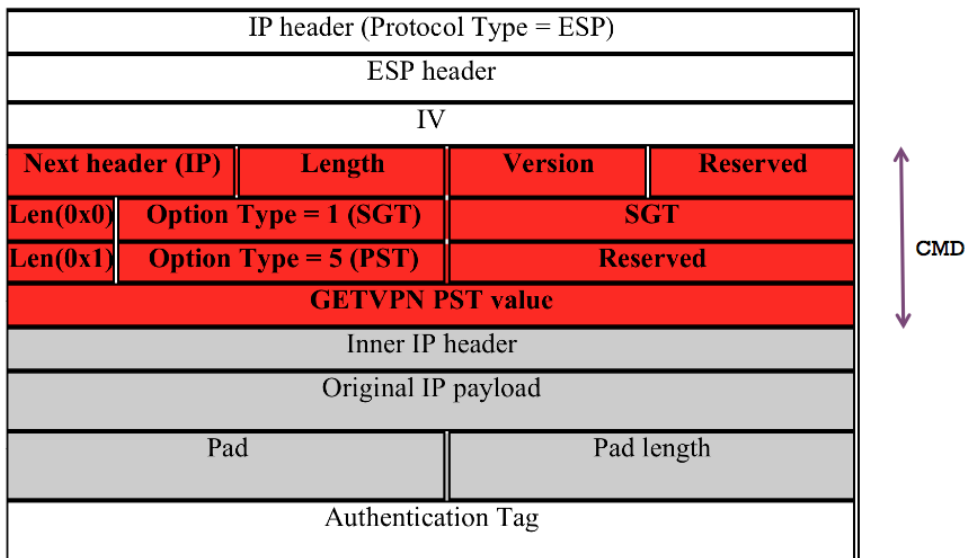 IP header (Protocol Type = ESP)
ESP header
IV
Next header (IP) Length Version Reserved
Len(0x0) Option Type = 1 (SGT) SGT
Len(0x1) Option Type = 5 (PST) Reserved
GETVPN PST value
CMD
Inner IP header
Original IP payload
Pad Pad length
Authentication Tag